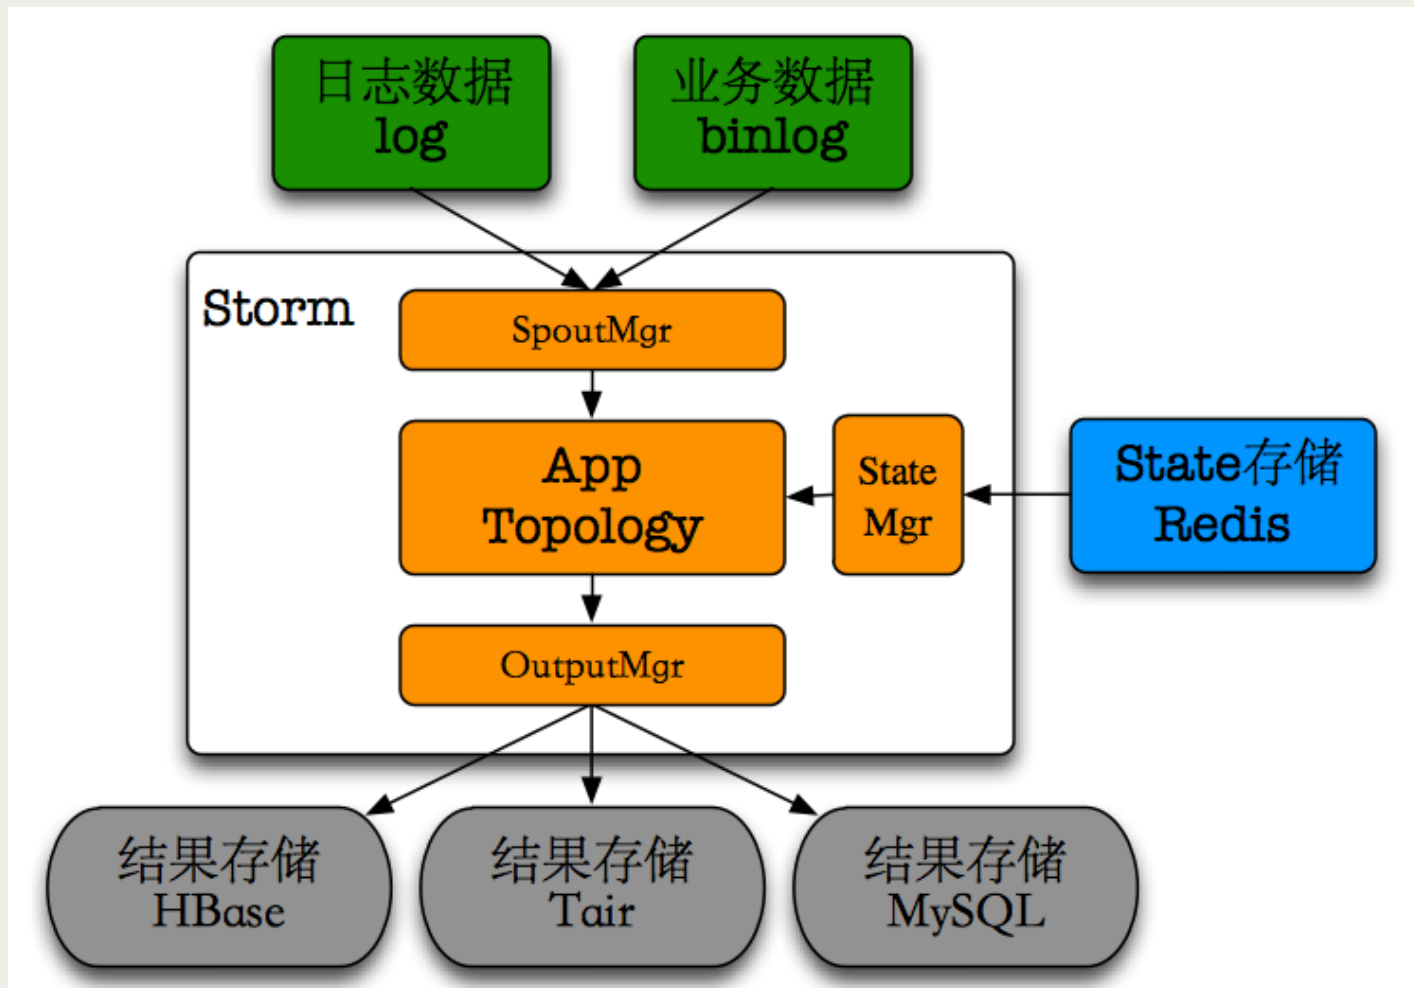 日志数据
log
业务数据
binlog
Storm
SpoutMgr
App
Topology
State
Mgr
State存储
Redis
OutputMgr
结果存储
HBase
结果存储
Tair
结果存储
MySQL